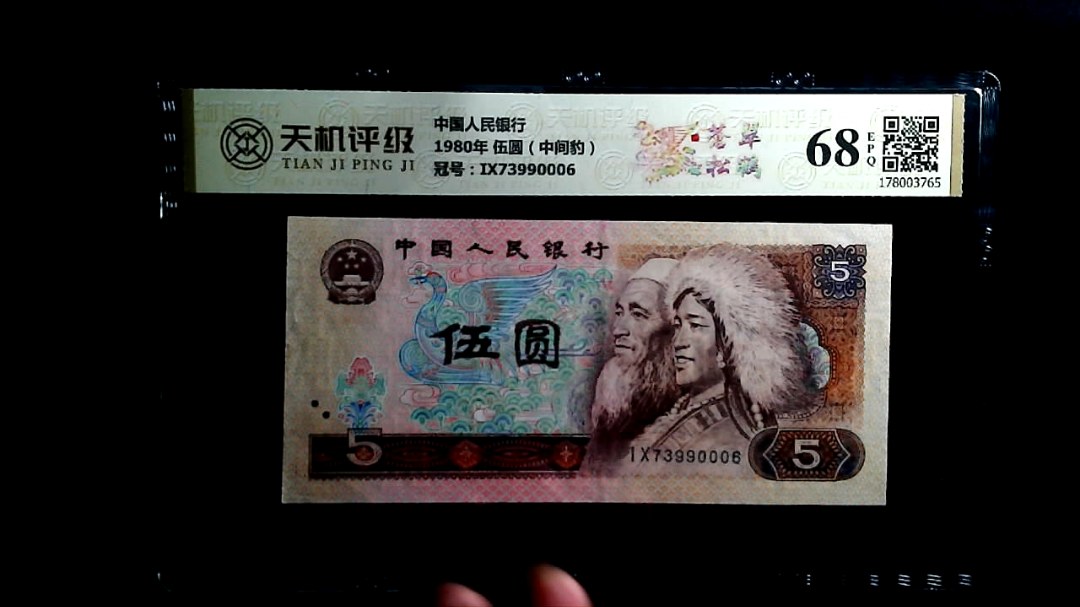 天机评级
TIAN JI PING JI
中国人民银行
1980年 伍圆（中间豹）
冠号：IX73990006
苍翠
松鹤
68
EPQ
178003765
中国人民银行
5
伍圆
5
IX73990006
5